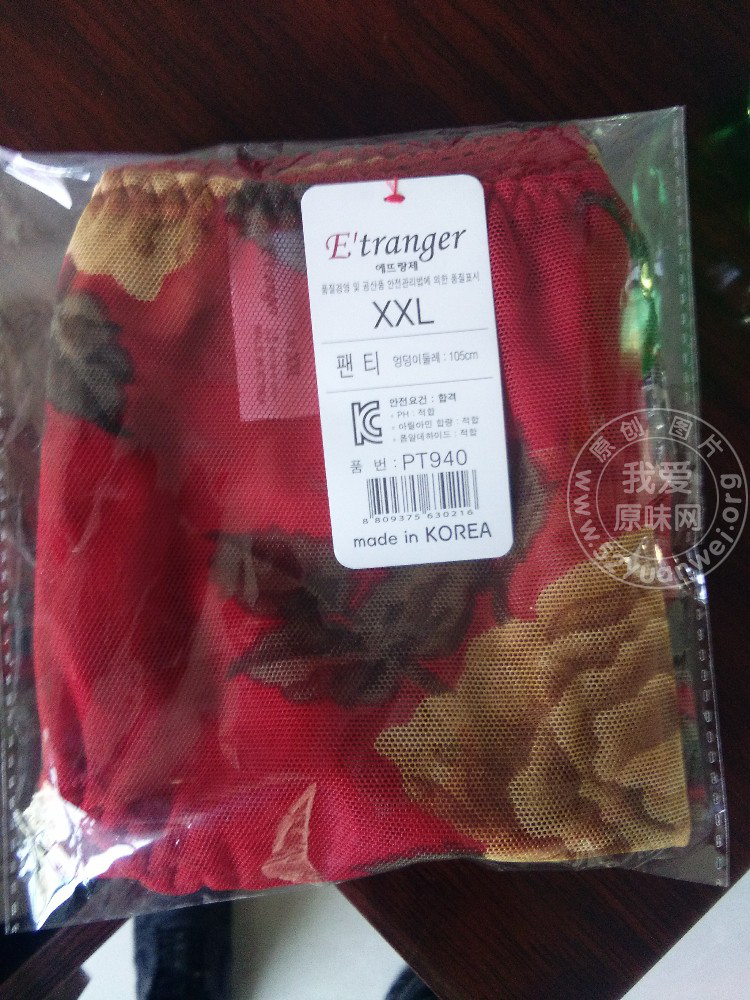 E'tranger
에뜨랑제
품질경영 및 공산품 안전관리법에 의한 품질표시
XXL
팬 티 엉덩이둘레 : 105cm
안전요건 : 합격
PH : 적합
아릴아민 함량 : 적합
폼알데하이드 : 적합
품 번 : PT940
8 809375 630216
made in KOREA
原创图片
我爱
原味网
www.52yuanwei.org